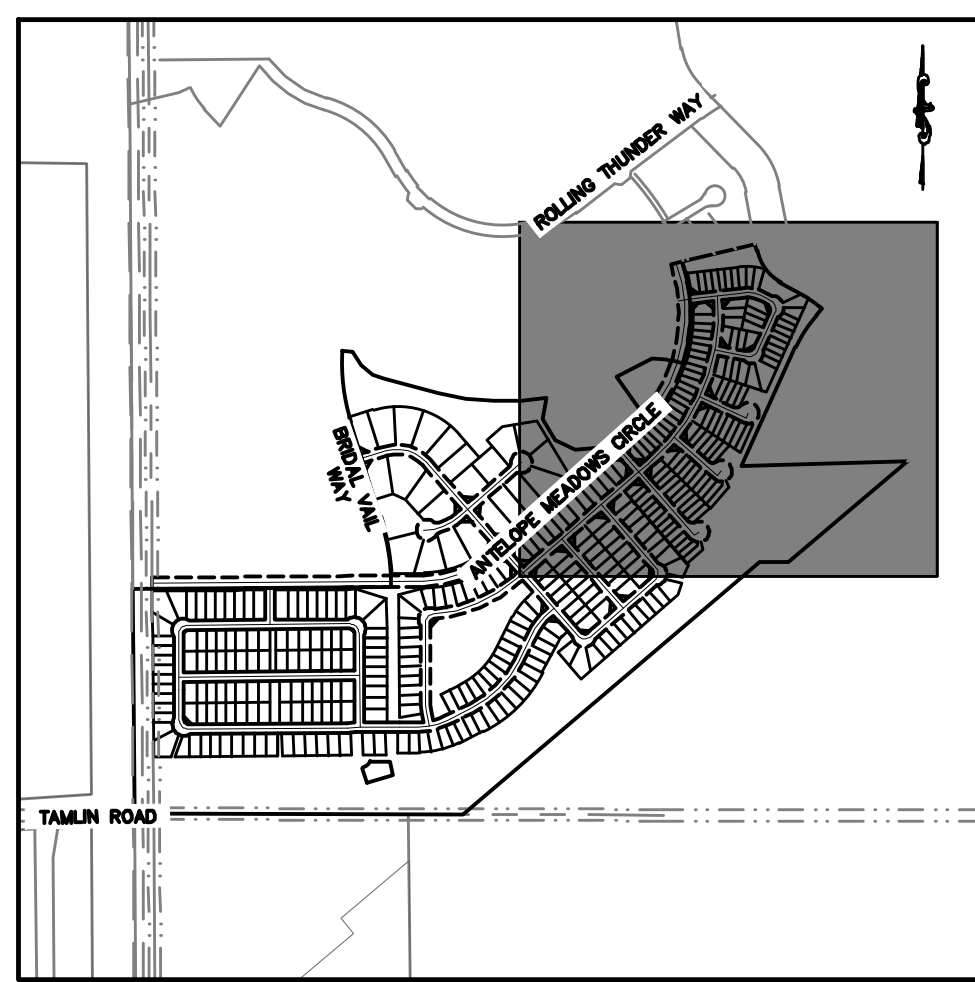 ROLLING THUNDER WAY
ANTELOPE MEADOWS CIRCLE
BRIDAL VAIL
WAY
TAMLIN ROAD